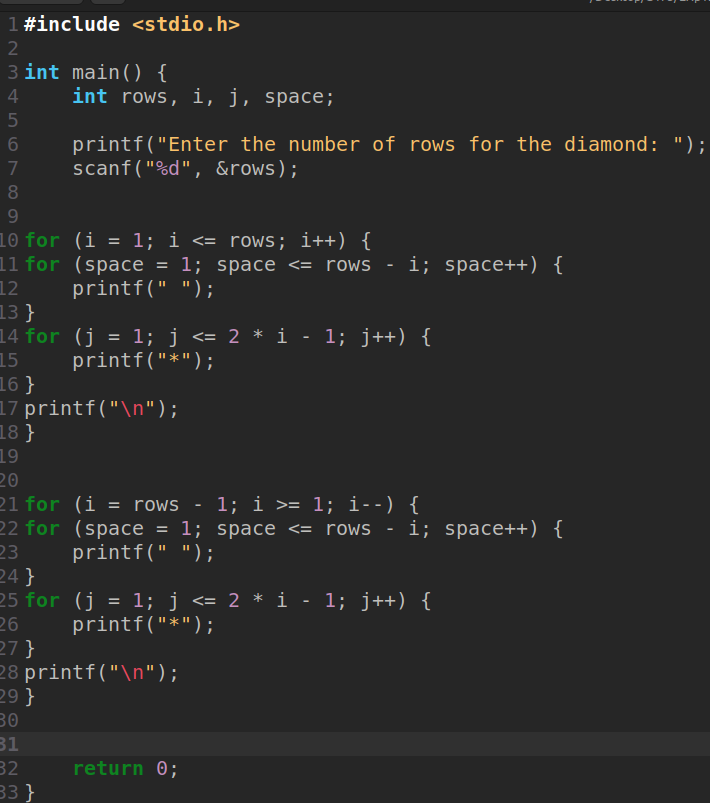 1 #include <stdio.h>
2
3 int main() {
4     int rows, i, j, space;
5
6     printf("Enter the number of rows for the diamond: ");
7     scanf("%d", &rows);
8
9
10 for (i = 1; i <= rows; i++) {
11 for (space = 1; space <= rows - i; space++) {
12     printf(" ");
13 }
14 for (j = 1; j <= 2 * i - 1; j++) {
15     printf("*");
16 }
17 printf("\n");
18 }
19
20
21 for (i = rows - 1; i >= 1; i--) {
22 for (space = 1; space <= rows - i; space++) {
23     printf(" ");
24 }
25 for (j = 1; j <= 2 * i - 1; j++) {
26     printf("*");
27 }
28 printf("\n");
29 }
30
31
32     return 0;
33 }